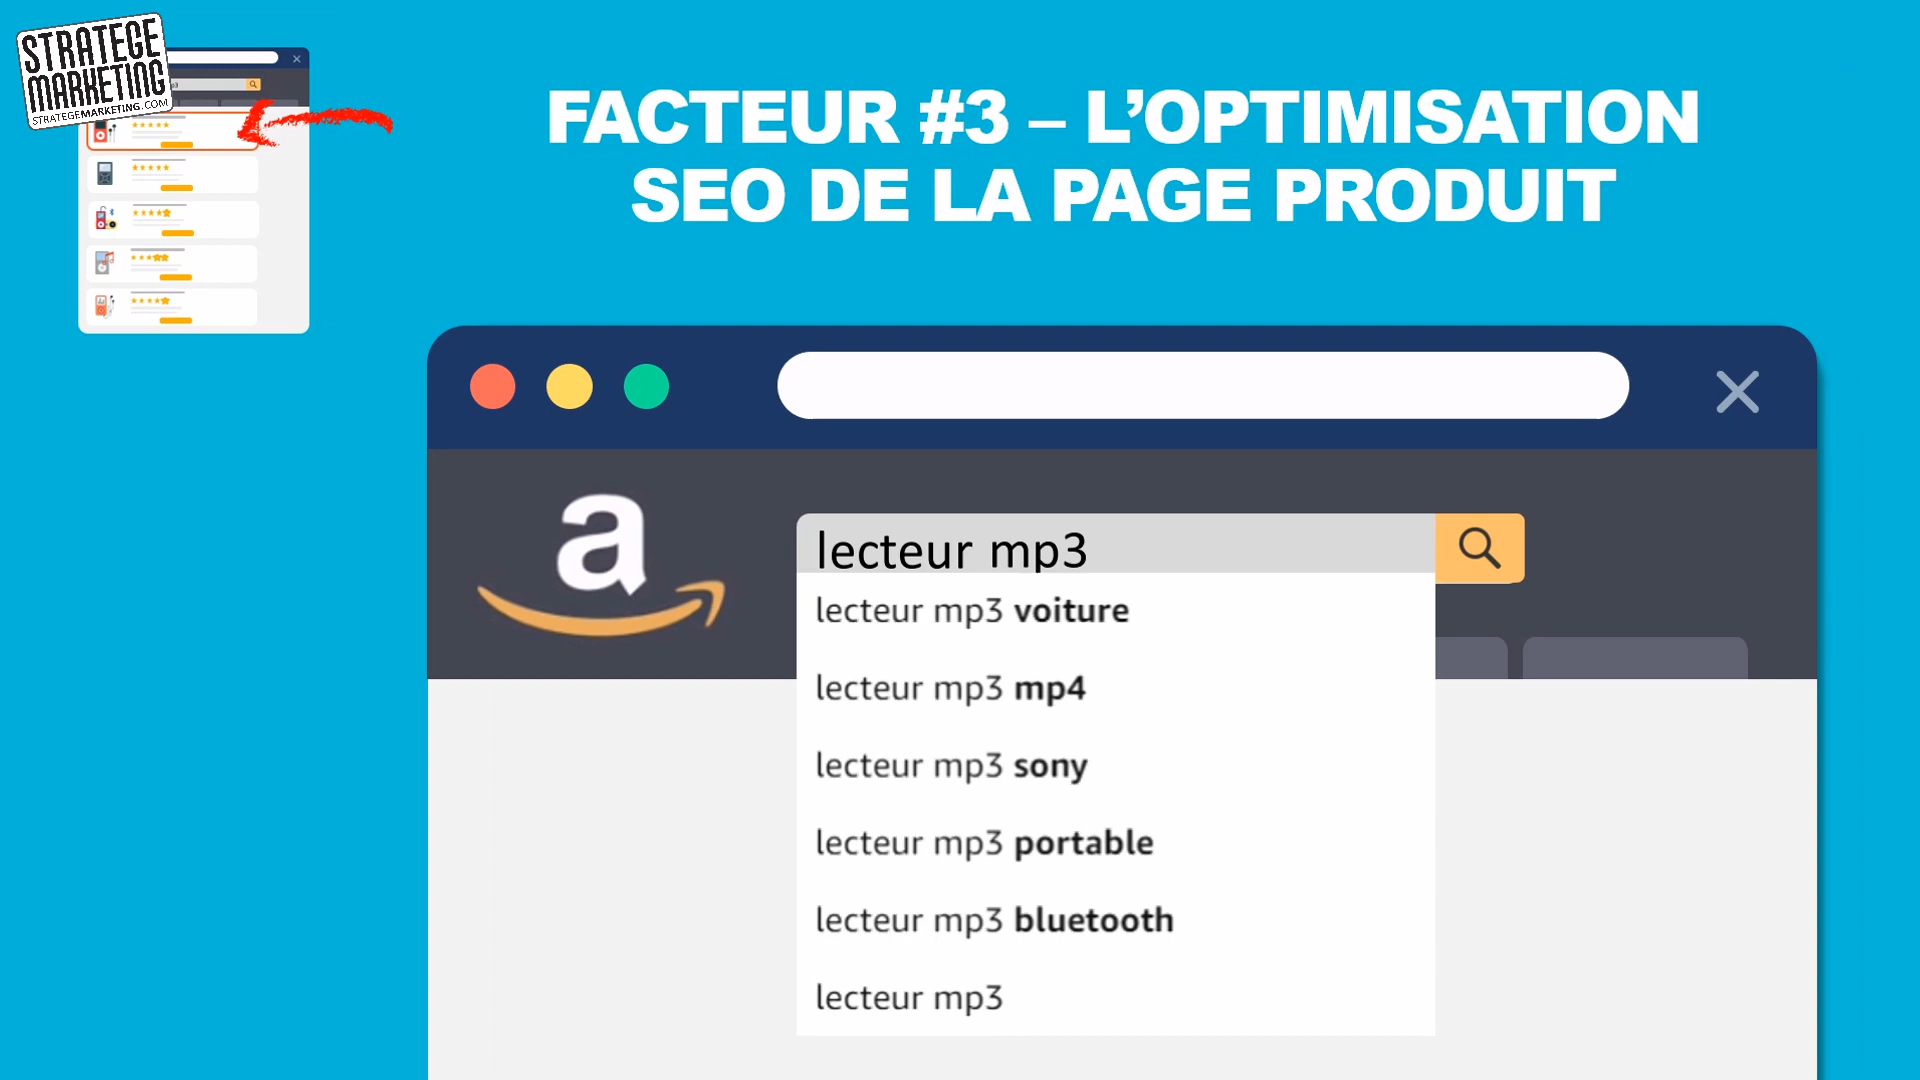 STRATEGE
MARKETING
STRATEGEMARKETING.COM
p3
FACTEUR #3 – L’OPTIMISATION
SEO DE LA PAGE PRODUIT
a
lecteur mp3
lecteur mp3 voiture
lecteur mp3 mp4
lecteur mp3 sony
lecteur mp3 portable
lecteur mp3 bluetooth
lecteur mp3